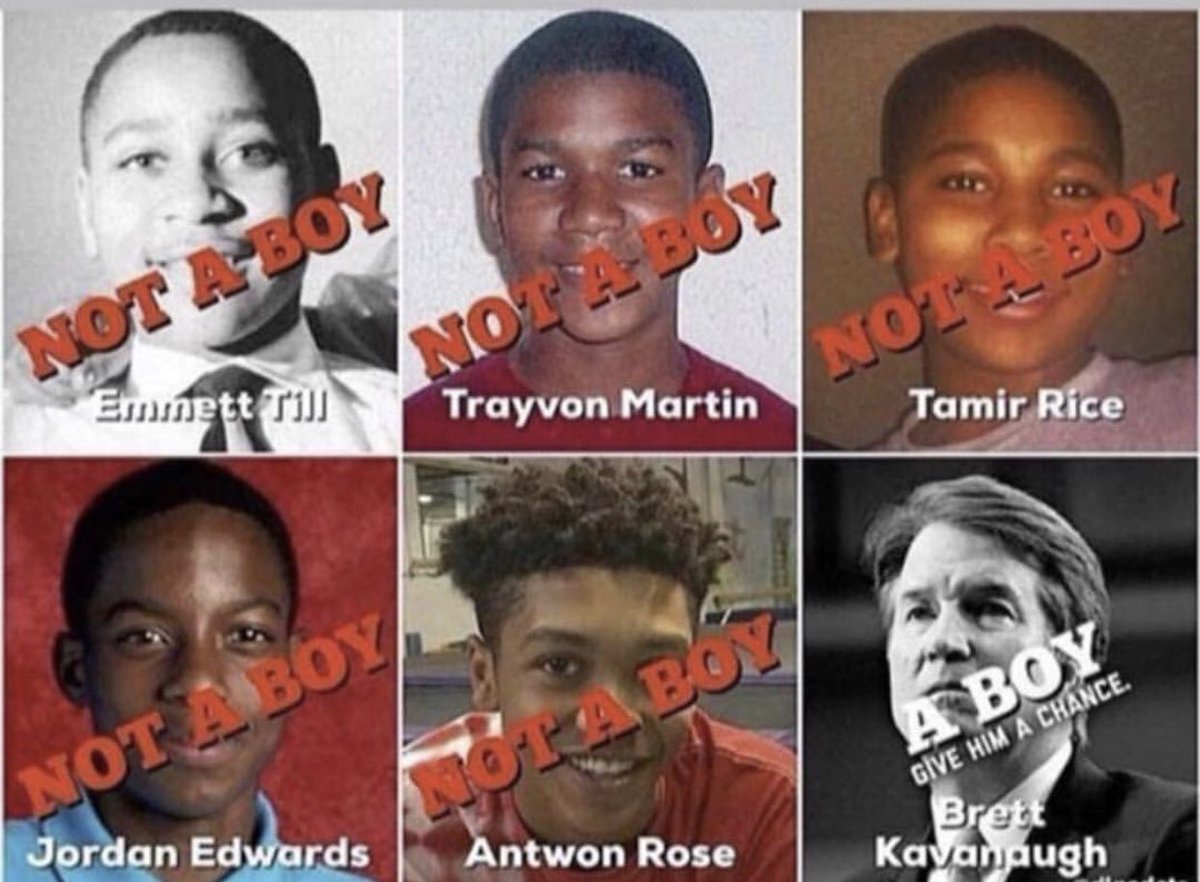 NOT A BOY
Emmett Till
NOT A BOY
Trayvon Martin
NOT A BOY
Tamir Rice
NOT A BOY
Jordan Edwards
NOT A BOY
Antwon Rose
A BOY
GIVE HIM A CHANCE.
Brett
Kavanaugh